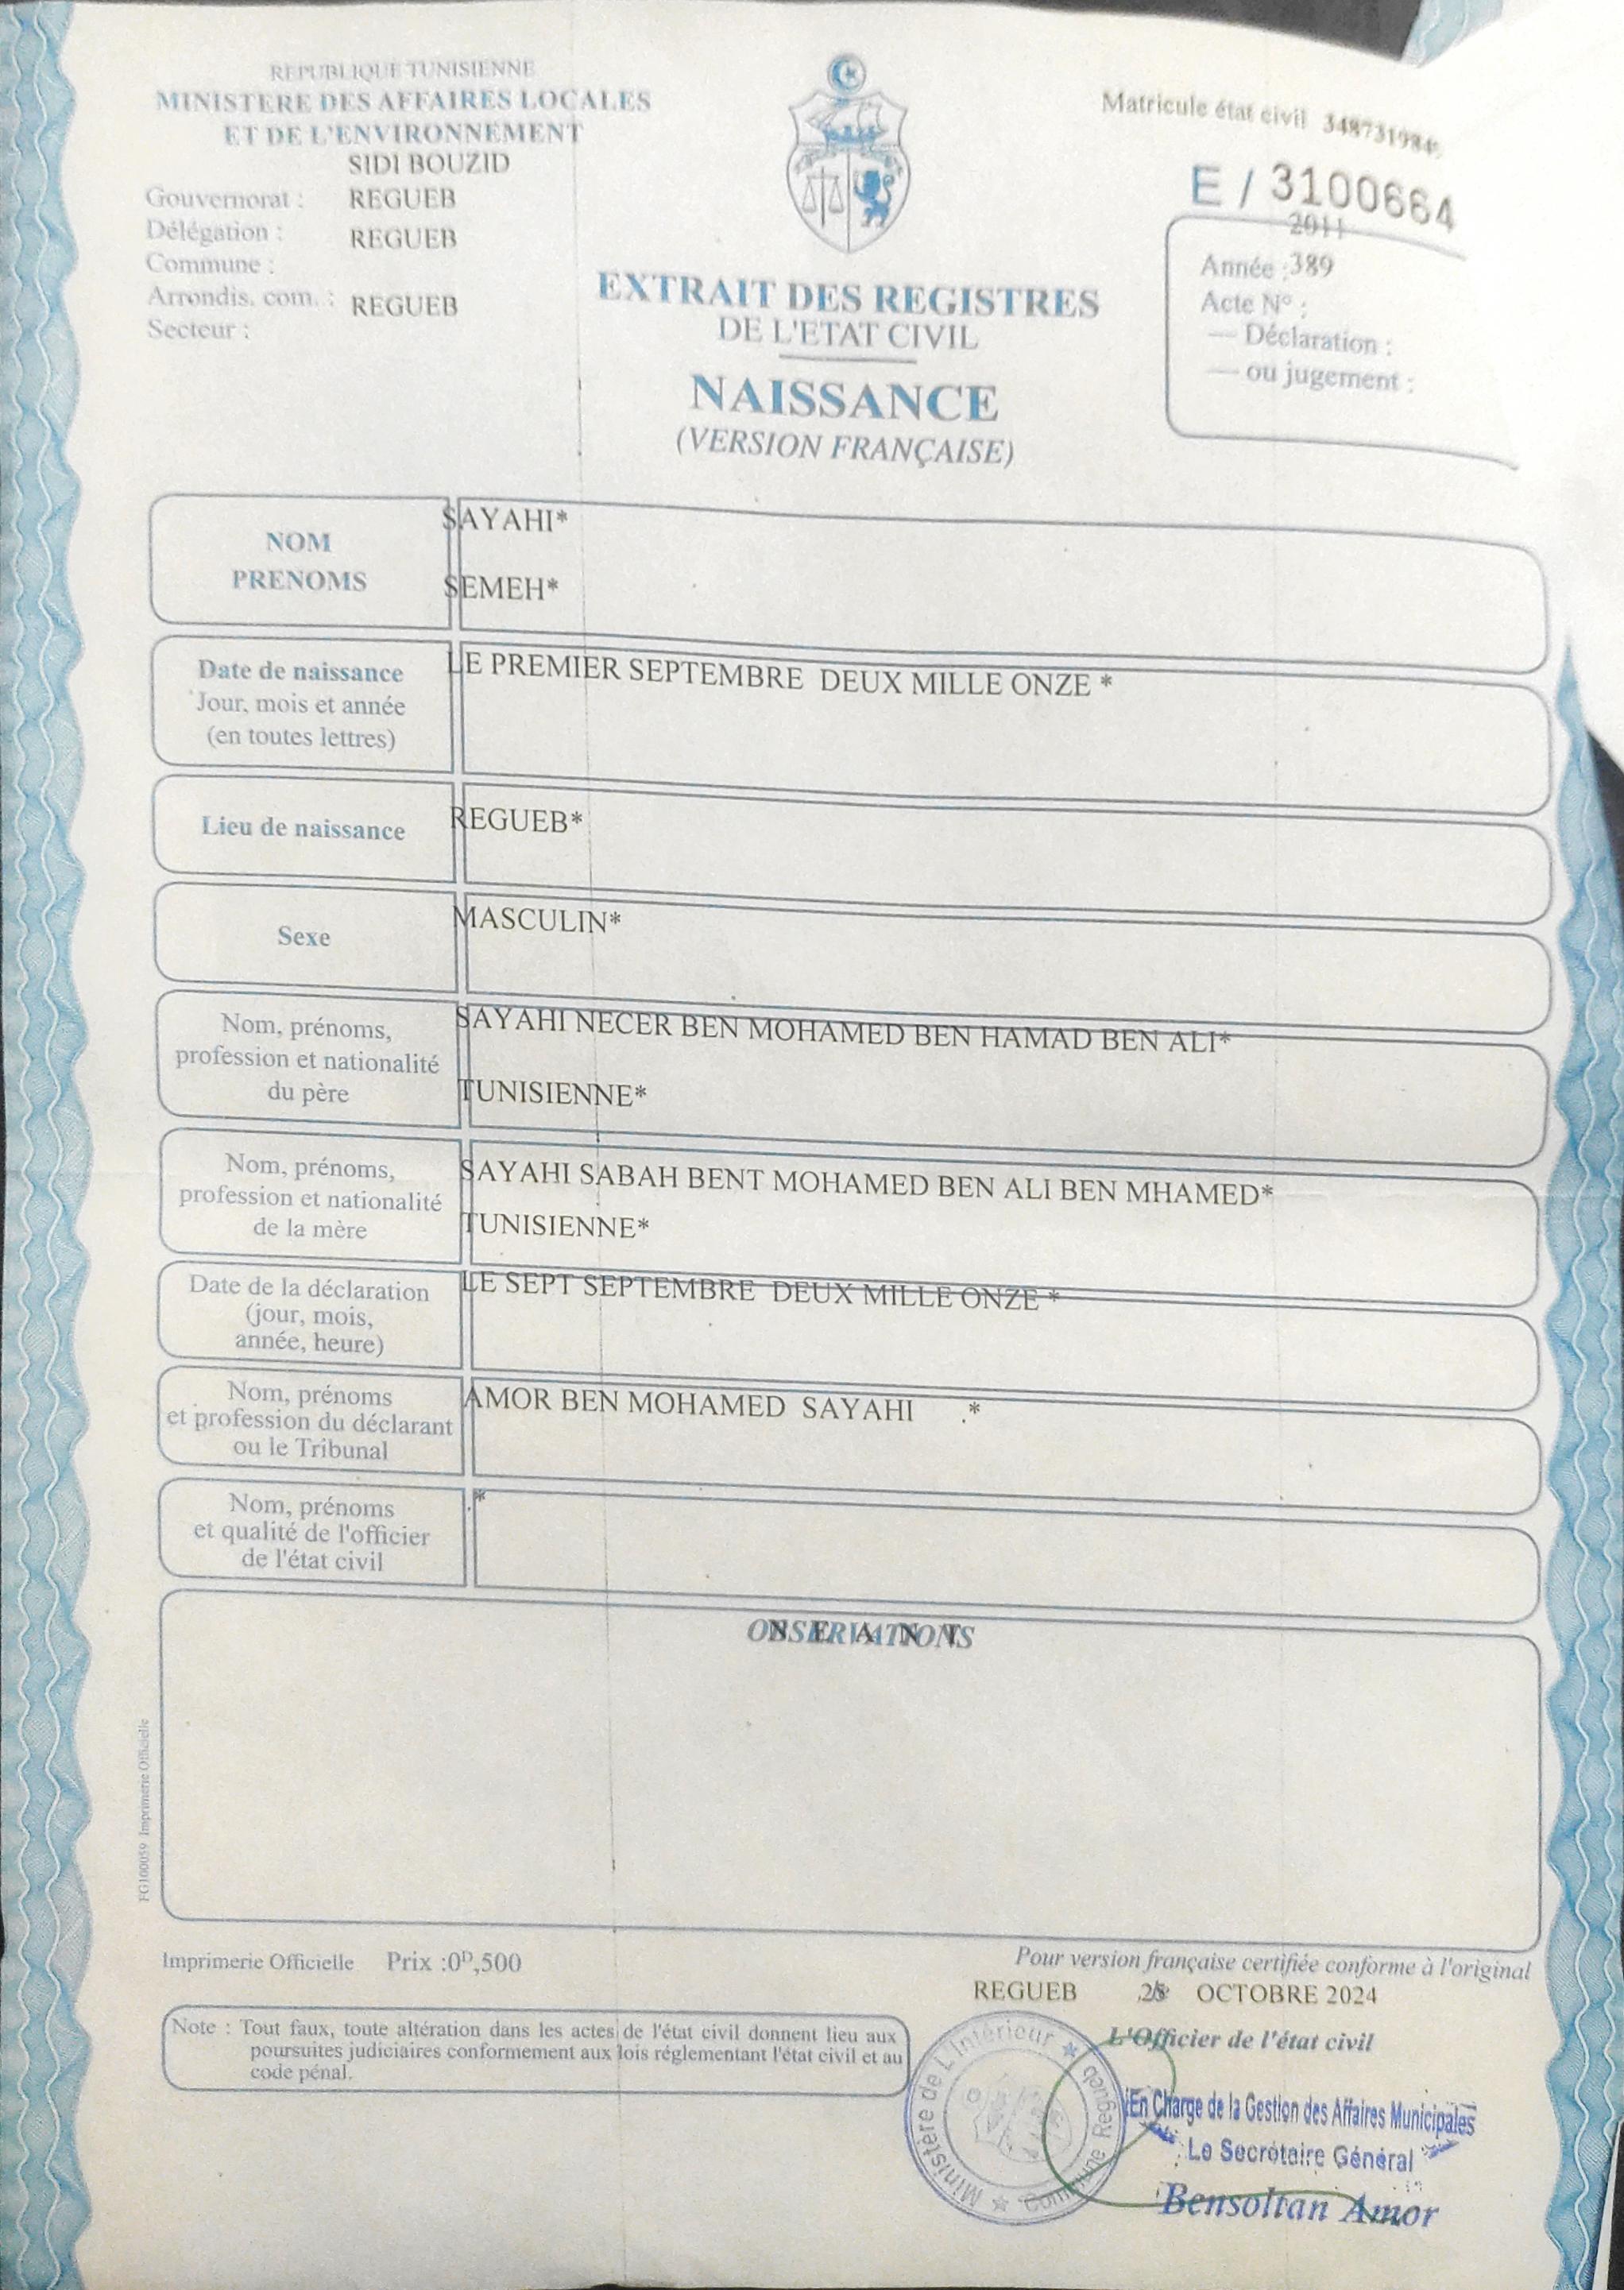 REPUBLIQUE TUNISIENNE
MINISTERE DES AFFAIRES LOCALES
ET DE L'ENVIRONNEMENT
SIDI BOUZID
Gouvernorat : REGUEB
Délégation : REGUEB
Commune :
Arrondis. com. : REGUEB
Secteur :
Matricule état civil
E / 3100664
2011
Année : 389
Acte N° :
— Déclaration :
— ou jugement :
EXTRAIT DES REGISTRES
DE L'ETAT CIVIL
NAISSANCE
(VERSION FRANÇAISE)
NOM
PRENOMS
SAYAHI*
SEMEH*
Date de naissance
Jour, mois et année
(en toutes lettres)
LE PREMIER SEPTEMBRE DEUX MILLE ONZE *
Lieu de naissance
REGUEB*
Sexe
MASCULIN*
Nom, prénoms,
profession et nationalité
du père
SAYAHI NECER BEN MOHAMED BEN HAMAD BEN ALI*
TUNISIENNE*
Nom, prénoms,
profession et nationalité
de la mère
SAYAHI SABAH BENT MOHAMED BEN ALI BEN MHAMED*
TUNISIENNE*
Date de la déclaration
(jour, mois,
année, heure)
LE SEPT SEPTEMBRE DEUX MILLE ONZE *
Nom, prénoms
et profession du déclarant
ou le Tribunal
AMOR BEN MOHAMED SAYAHI .*
Nom, prénoms
et qualité de l'officier
de l'état civil
.*
OBSERVATIONS
N E A N T
FG100059 Imprimerie Officielle
Imprimerie Officielle Prix :0ᴰ,500
Pour version française certifiée conforme à l'original
REGUEB OCTOBRE 2024
L'Officier de l'état civil
Note : Tout faux, toute altération dans les actes de l'état civil donnent lieu aux
poursuites judiciaires conformement aux lois réglementant l'état civil et au
code pénal.
Ministère de L'Intérieur ★ Commune Regueb ★
En Charge de la Gestion des Affaires Municipales
Le Secrétaire Général
Bensoltan Amor